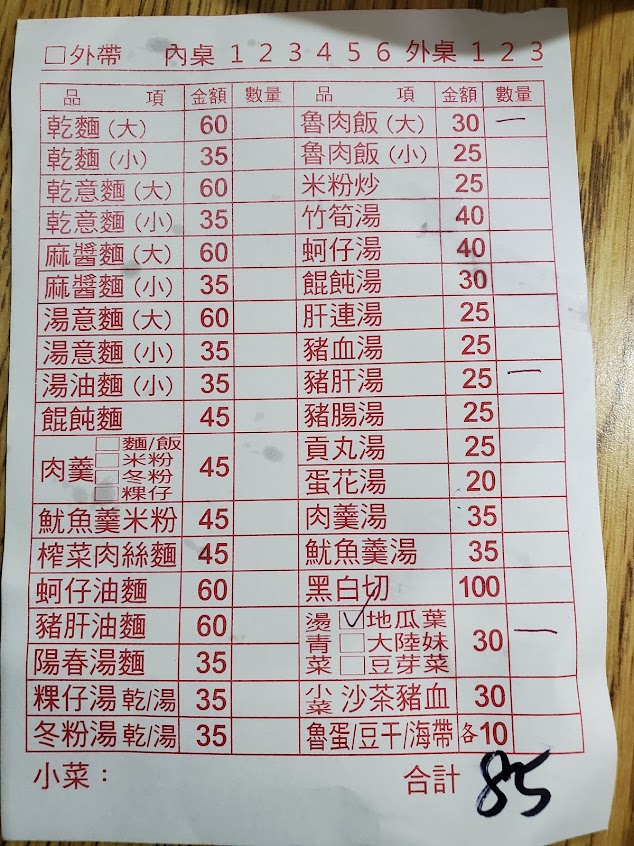 □外帶 內桌 1 2 3 4 5 6 外桌 1 2 3
品 項 金額 數量 品 項 金額 數量
乾麵(大) 60 魯肉飯(大) 30 一
乾麵(小) 35 魯肉飯(小) 25
乾意麵(大) 60 米粉炒 25
乾意麵(小) 35 竹筍湯 40
麻醬麵(大) 60 蚵仔湯 40
麻醬麵(小) 35 餛飩湯 30
湯意麵(大) 60 肝連湯 25
湯意麵(小) 35 豬血湯 25
湯油麵(小) 35 豬肝湯 25 一
餛飩麵 45 豬腸湯 25
肉羹 □麵/飯 □米粉 □冬粉 □粿仔 45 貢丸湯 25
蛋花湯 20
魷魚羹米粉 45 肉羹湯 35
榨菜肉絲麵 45 魷魚羹湯 35
蚵仔油麵 60 黑白切 100
豬肝油麵 60 燙青菜 ☑地瓜葉 □大陸妹 □豆芽菜 30 一
陽春湯麵 35
粿仔湯 乾/湯 35 小菜 沙茶豬血 30
冬粉湯 乾/湯 35 魯蛋/豆干/海帶 各10
小菜： 合計 85